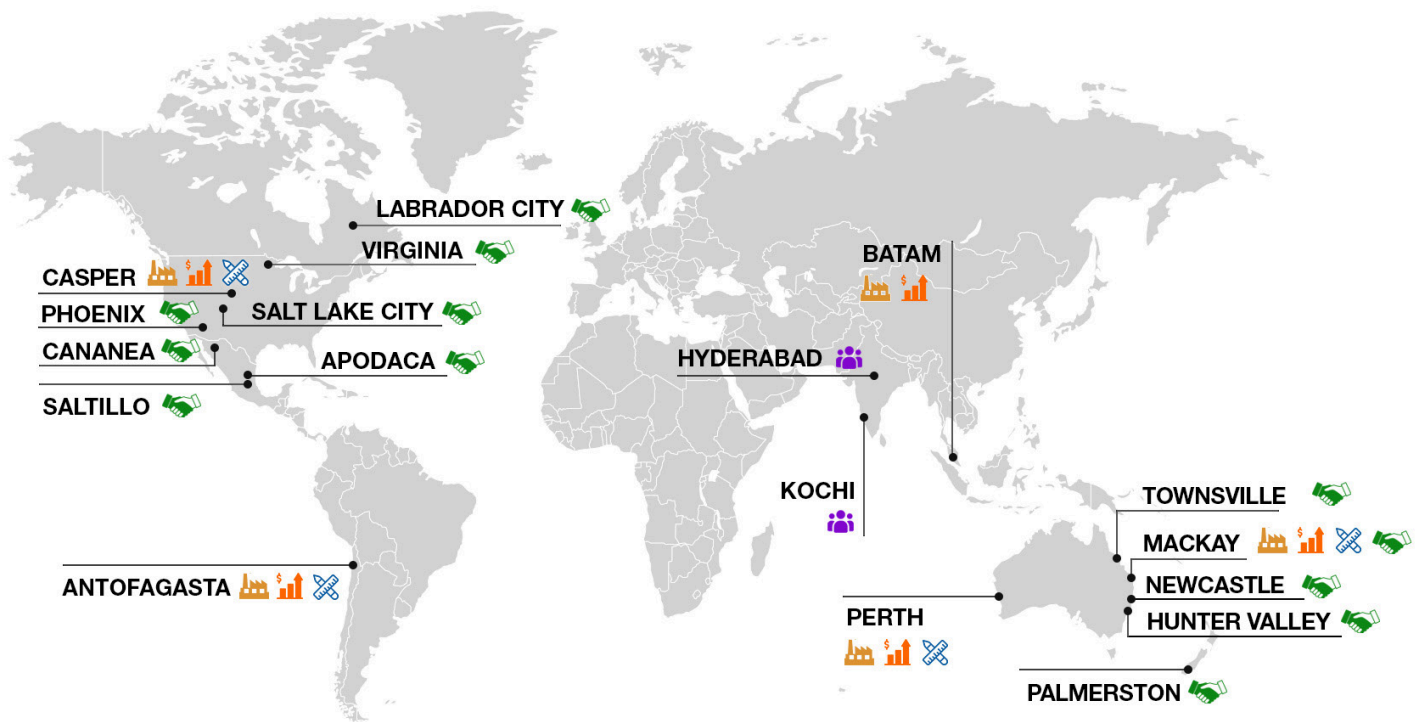 LABRADOR CITY
VIRGINIA
CASPER
PHOENIX
SALT LAKE CITY
CANANEA
APODACA
SALTILLO
ANTOFAGASTA
BATAM
HYDERABAD
KOCHI
PERTH
TOWNSVILLE
MACKAY
NEWCASTLE
HUNTER VALLEY
PALMERSTON